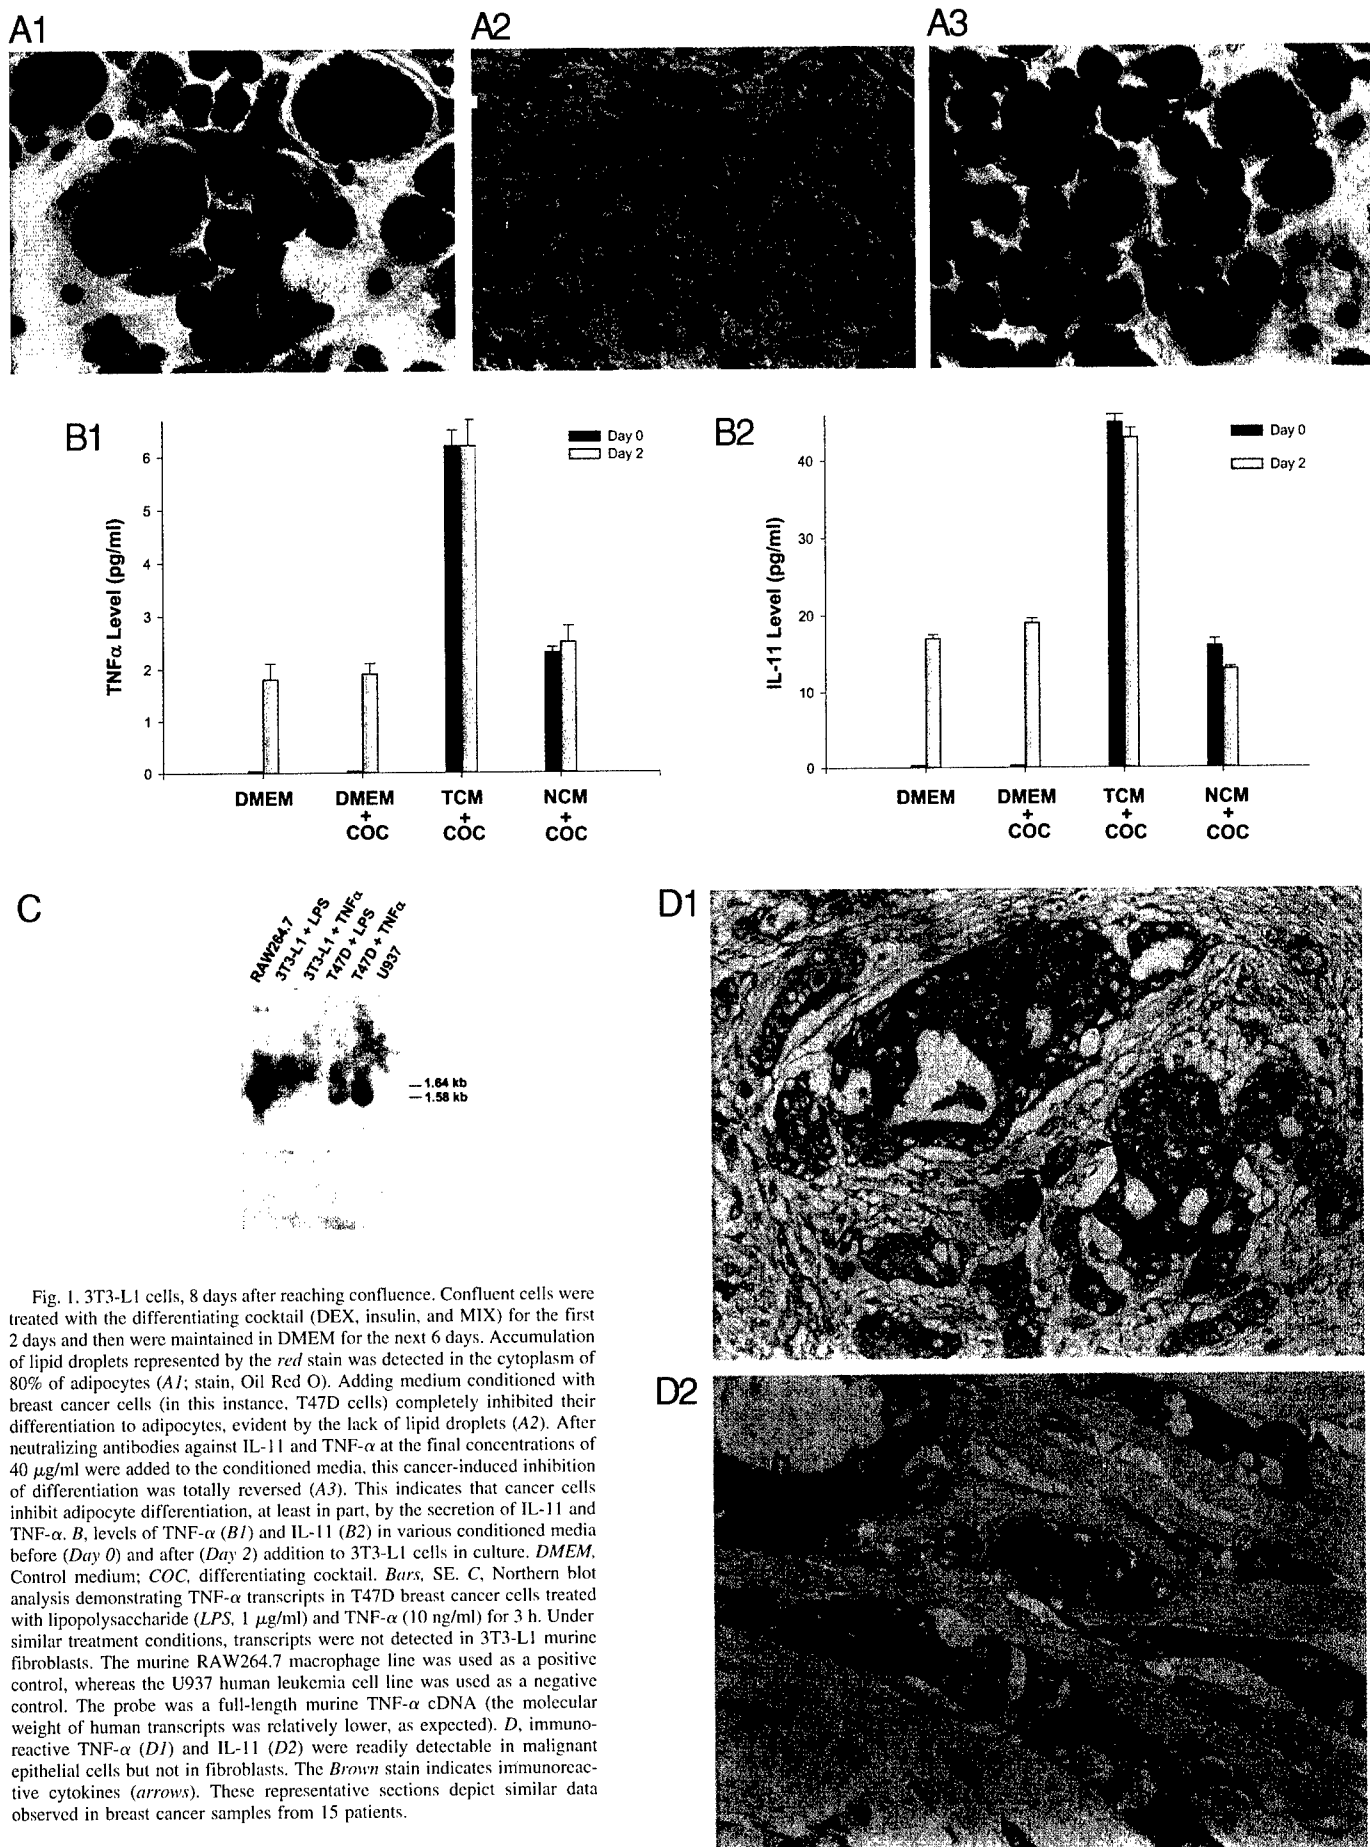 A1
A2
A3
B1
TNFα Level (pg/ml)
6
5
4
3
2
1
0
Day 0
Day 2
DMEM
DMEM
+
COC
TCM
+
COC
NCM
+
COC
B2
IL-11 Level (pg/ml)
40
30
20
10
0
Day 0
Day 2
DMEM
DMEM
+
COC
TCM
+
COC
NCM
+
COC
C
RAW264.7
3T3-L1 + LPS
3T3-L1 + TNFα
T47D + LPS
T47D + TNFα
U937
1.64 kb
1.58 kb
D1
D2
Fig. 1. 3T3-L1 cells, 8 days after reaching confluence. Confluent cells were
treated with the differentiating cocktail (DEX, insulin, and MIX) for the first
2 days and then were maintained in DMEM for the next 6 days. Accumulation
of lipid droplets represented by the red stain was detected in the cytoplasm of
80% of adipocytes (A1; stain, Oil Red O). Adding medium conditioned with
breast cancer cells (in this instance, T47D cells) completely inhibited their
differentiation to adipocytes, evident by the lack of lipid droplets (A2). After
neutralizing antibodies against IL-11 and TNF-α at the final concentrations of
40 μg/ml were added to the conditioned media, this cancer-induced inhibition
of differentiation was totally reversed (A3). This indicates that cancer cells
inhibit adipocyte differentiation, at least in part, by the secretion of IL-11 and
TNF-α. B, levels of TNF-α (B1) and IL-11 (B2) in various conditioned media
before (Day 0) and after (Day 2) addition to 3T3-L1 cells in culture. DMEM,
Control medium; COC, differentiating cocktail. Bars, SE. C, Northern blot
analysis demonstrating TNF-α transcripts in T47D breast cancer cells treated
with lipopolysaccharide (LPS, 1 μg/ml) and TNF-α (10 ng/ml) for 3 h. Under
similar treatment conditions, transcripts were not detected in 3T3-L1 murine
fibroblasts. The murine RAW264.7 macrophage line was used as a positive
control, whereas the U937 human leukemia cell line was used as a negative
control. The probe was a full-length murine TNF-α cDNA (the molecular
weight of human transcripts was relatively lower, as expected). D, immuno-
reactive TNF-α (D1) and IL-11 (D2) were readily detectable in malignant
epithelial cells but not in fibroblasts. The Brown stain indicates immunoreac-
tive cytokines (arrows). These representative sections depict similar data
observed in breast cancer samples from 15 patients.